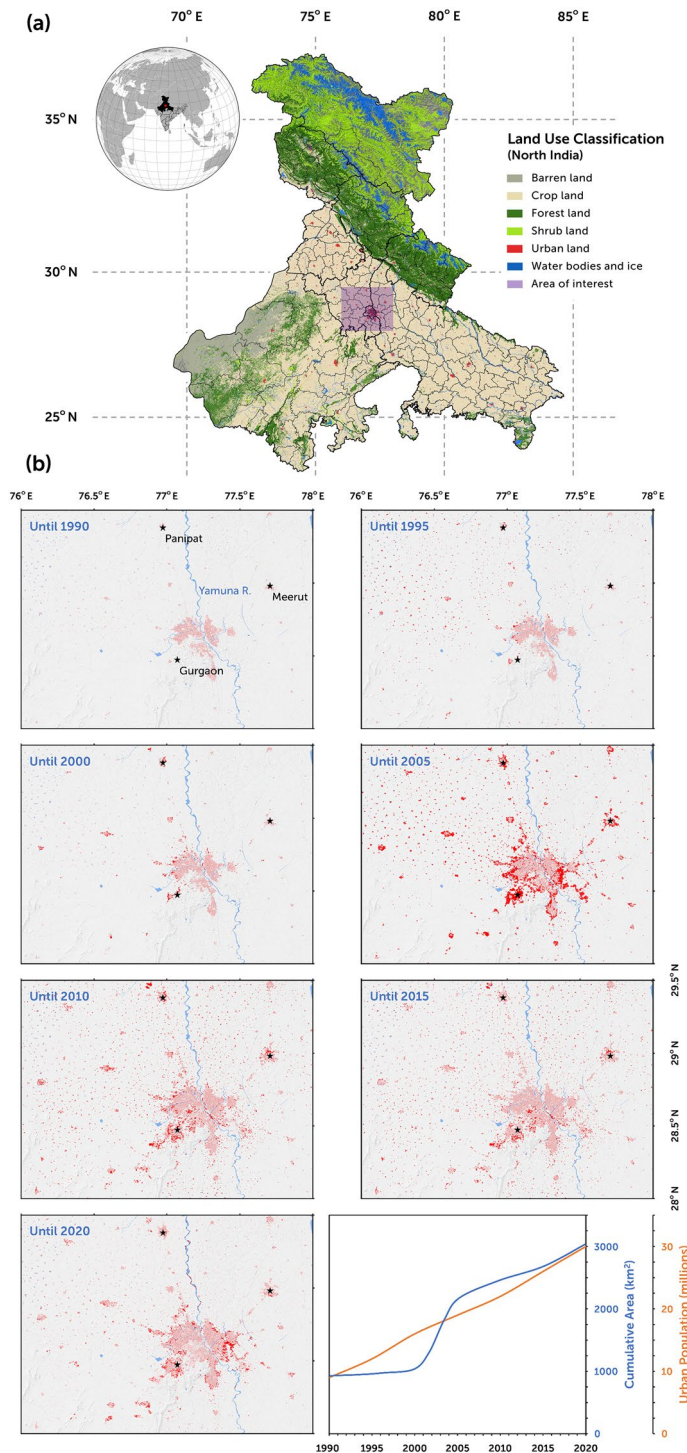 (a)
70° E
75° E
80° E
85° E
35° N
30° N
25° N
Land Use Classification
(North India)
Barren land
Crop land
Forest land
Shrub land
Urban land
Water bodies and ice
Area of interest
(b)
76° E
76.5° E
77° E
77.5° E
78° E
76° E
76.5° E
77° E
77.5° E
78° E
Until 1990
Panipat
Yamuna R.
Meerut
Gurgaon
Until 1995
Until 2000
Until 2005
Until 2010
Until 2015
29.5° N
29° N
28.5° N
28° N
Until 2020
3000
2000
1000
0
Cumulative Area (km²)
30
20
10
0
Urban Population (millions)
1990
1995
2000
2005
2010
2015
2020